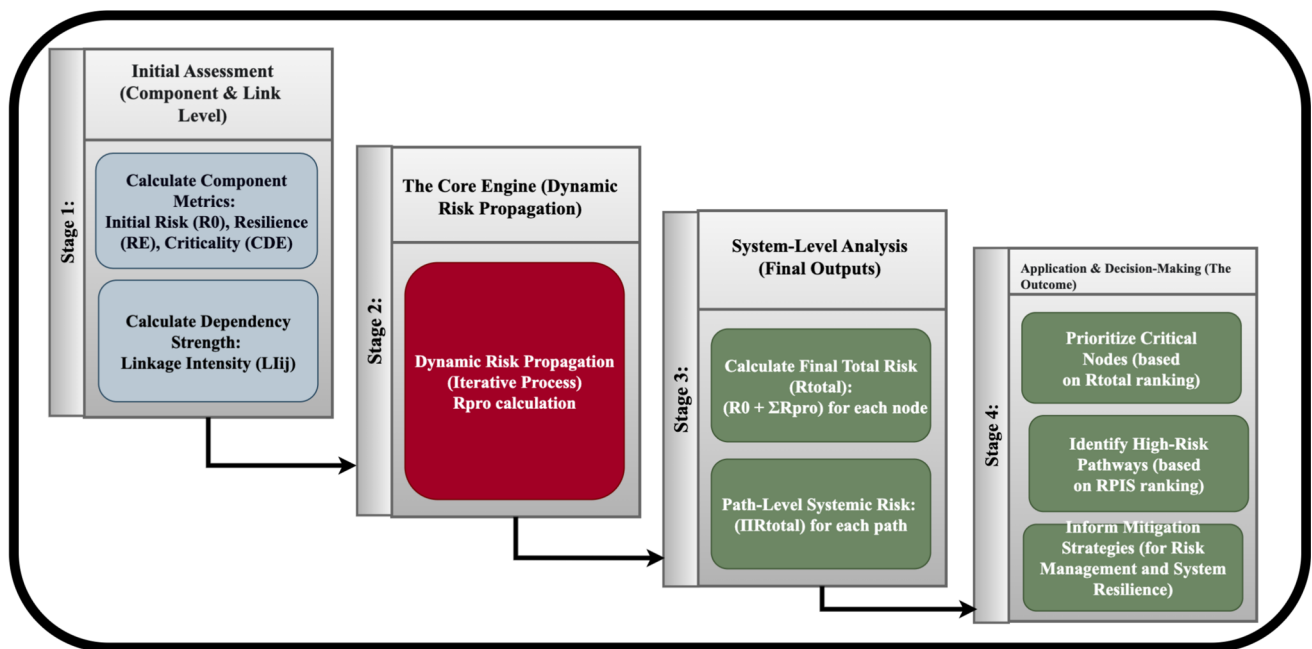 Stage 1:
Initial Assessment
(Component & Link
Level)
Calculate Component
Metrics:
Initial Risk (R0), Resilience
(RE), Criticality (CDE)
Calculate Dependency
Strength:
Linkage Intensity (LIij)
Stage 2:
The Core Engine (Dynamic
Risk Propagation)
Dynamic Risk Propagation
(Iterative Process)
Rpro calculation
Stage 3:
System-Level Analysis
(Final Outputs)
Calculate Final Total Risk
(Rtotal):
(R0 + ΣRpro) for each node
Path-Level Systemic Risk:
(ΠRtotal) for each path
Stage 4:
Application & Decision-Making (The
Outcome)
Prioritize Critical
Nodes (based
on Rtotal ranking)
Identify High-Risk
Pathways (based
on RPIS ranking)
Inform Mitigation
Strategies (for Risk
Management and System
Resilience)